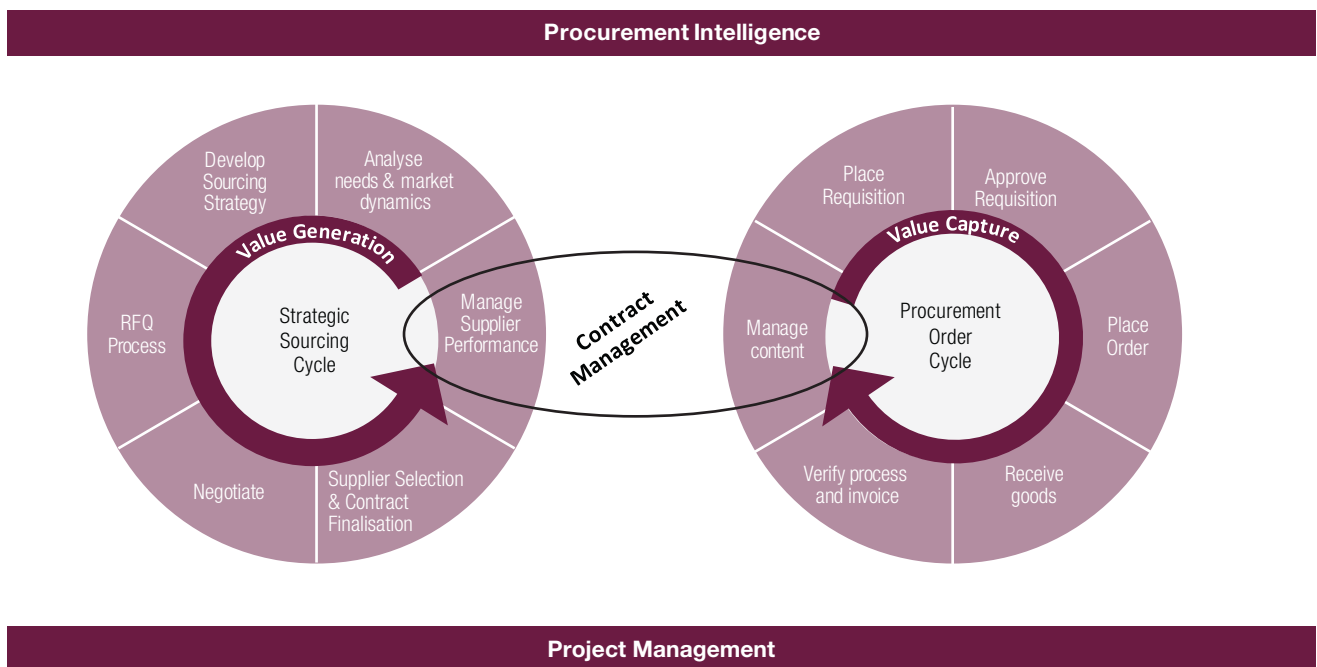 Procurement Intelligence
Develop
Sourcing
Strategy
Analyse
needs & market
dynamics
Value Generation
RFQ
Process
Strategic
Sourcing
Cycle
Manage
Supplier
Performance
Negotiate
Supplier Selection
& Contract
Finalisation
Contract
Management
Place
Requisition
Approve
Requisition
Value Capture
Manage
content
Procurement
Order
Cycle
Place
Order
Verify process
and invoice
Receive
goods
Project Management